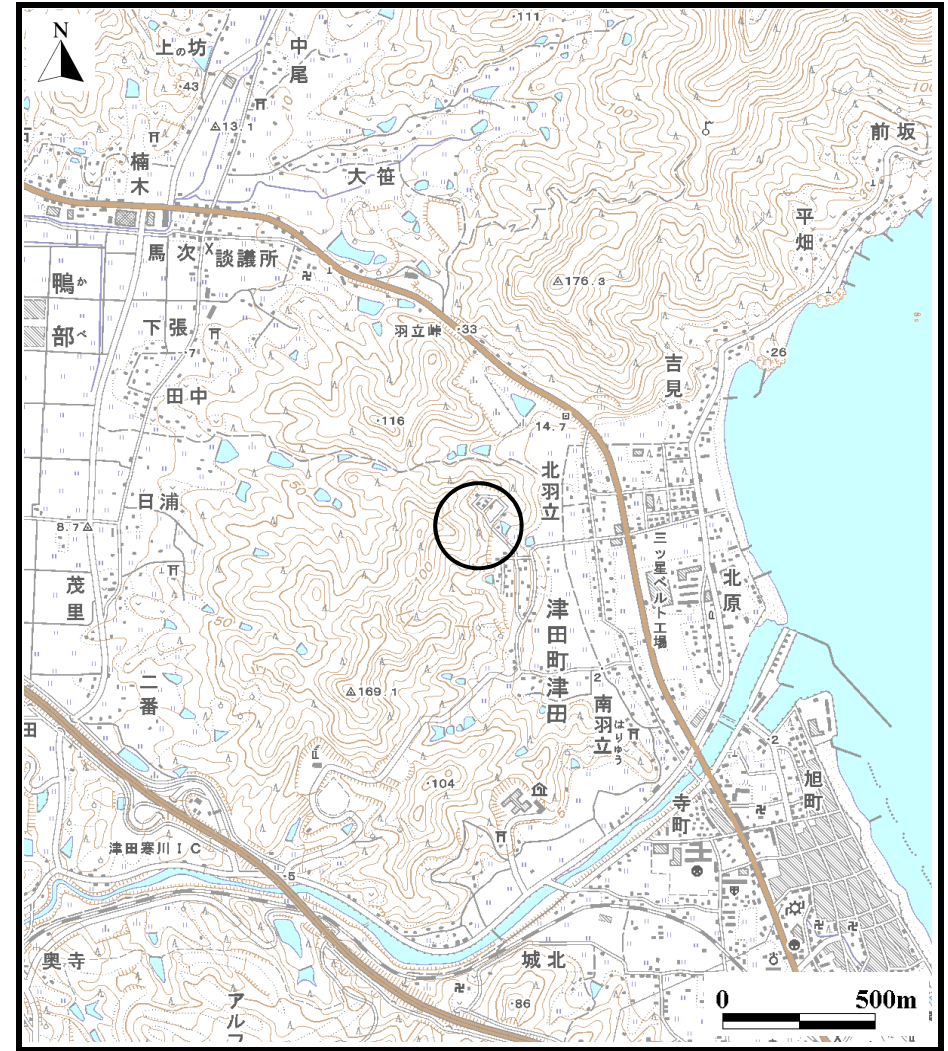 N
上の坊
中尾
・111
・43
△13.1
10
楠木
大笹
100
前坂
平畑
馬次
談議所
鴨部
かべ
下張
・7
△176.3
羽立峠
・33
・26
吉見
田中
・116
14.7
北羽立
50
日浦
8.7△
100
三ツ星ベルト工場
北原
茂里
50
津田町津田
二番
△169.1
・2
南羽立
はりゅう
・2
田
・104
旭町
寺町
津田寒川IC
・5
奥寺
城北
アルプ
・86
0
500m